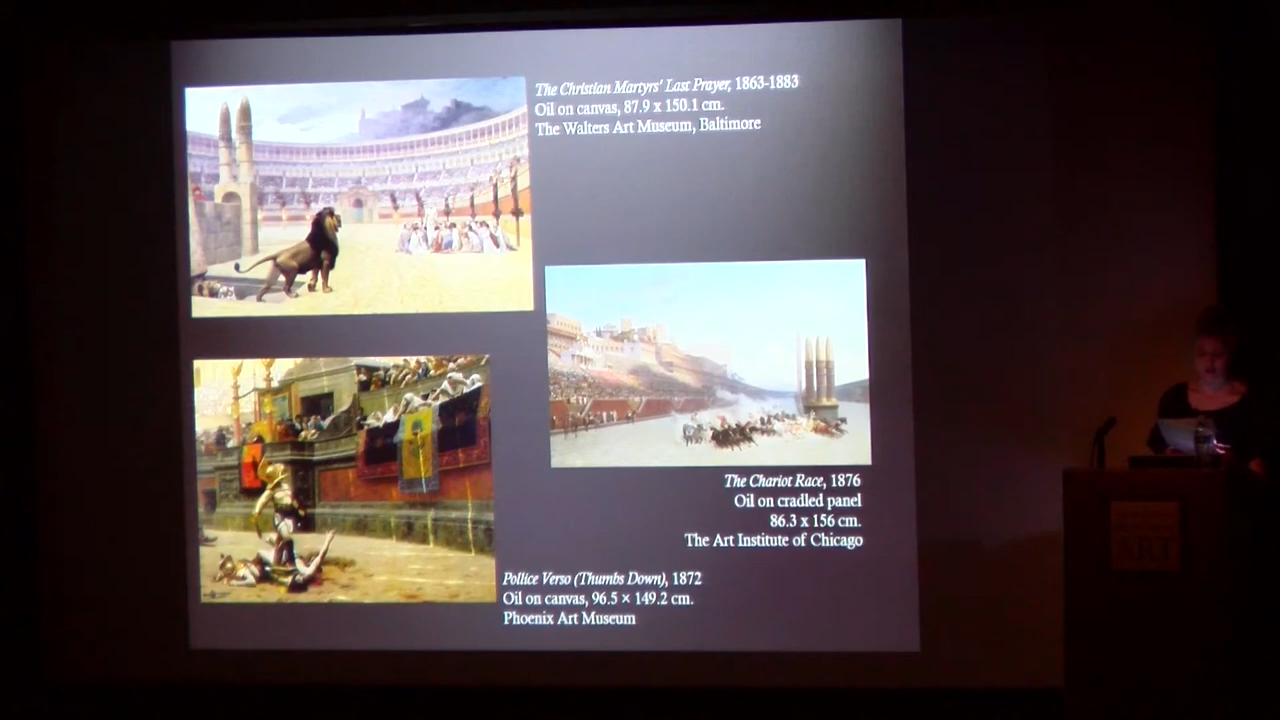 The Christian Martyrs' Last Prayer, 1863-1883
Oil on canvas, 87.9 x 150.1 cm.
The Walters Art Museum, Baltimore
The Chariot Race, 1876
Oil on cradled panel
86.3 x 156 cm.
The Art Institute of Chicago
Pollice Verso (Thumbs Down), 1872
Oil on canvas, 96.5 × 149.2 cm.
Phoenix Art Museum
ART